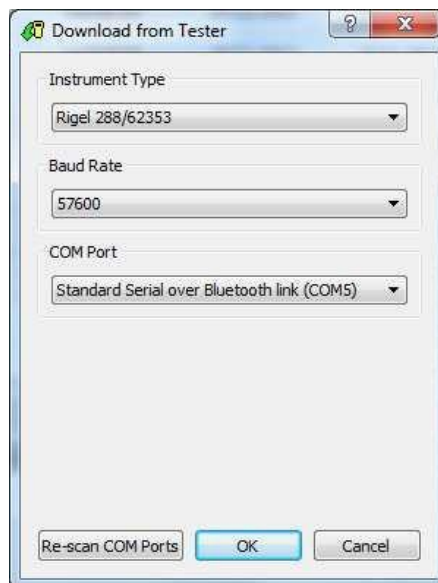 Download from Tester
Instrument Type
Rigel 288/62353
Baud Rate
57600
COM Port
Standard Serial over Bluetooth link (COM5)
Re-scan COM Ports
OK
Cancel